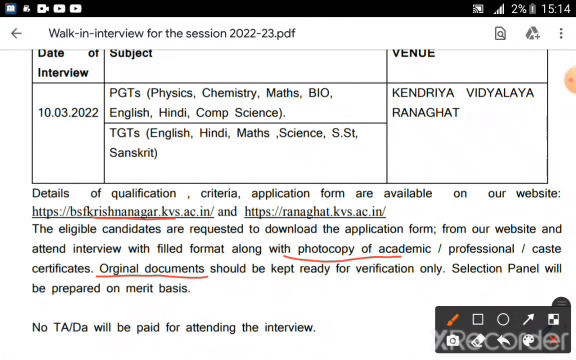 2% 15:14
Walk-in-interview for the session 2022-23.pdf
Date of Subject VENUE
Interview
PGTs (Physics, Chemistry, Maths, BIO, KENDRIYA VIDYALAYA
10.03.2022 English, Hindi, Comp Science). RANAGHAT
TGTs (English, Hindi, Maths ,Science, S.St,
Sanskrit)
Details of qualification , criteria, application form are available on our website:
https://bsfkrishnanagar.kvs.ac.in/ and https://ranaghat.kvs.ac.in/
The eligible candidates are requested to download the application form; from our website and
attend interview with filled format along with photocopy of academic / professional / caste
certificates. Orginal documents should be kept ready for verification only. Selection Panel will
be prepared on merit basis.
No TA/Da will be paid for attending the interview.
XRecorder